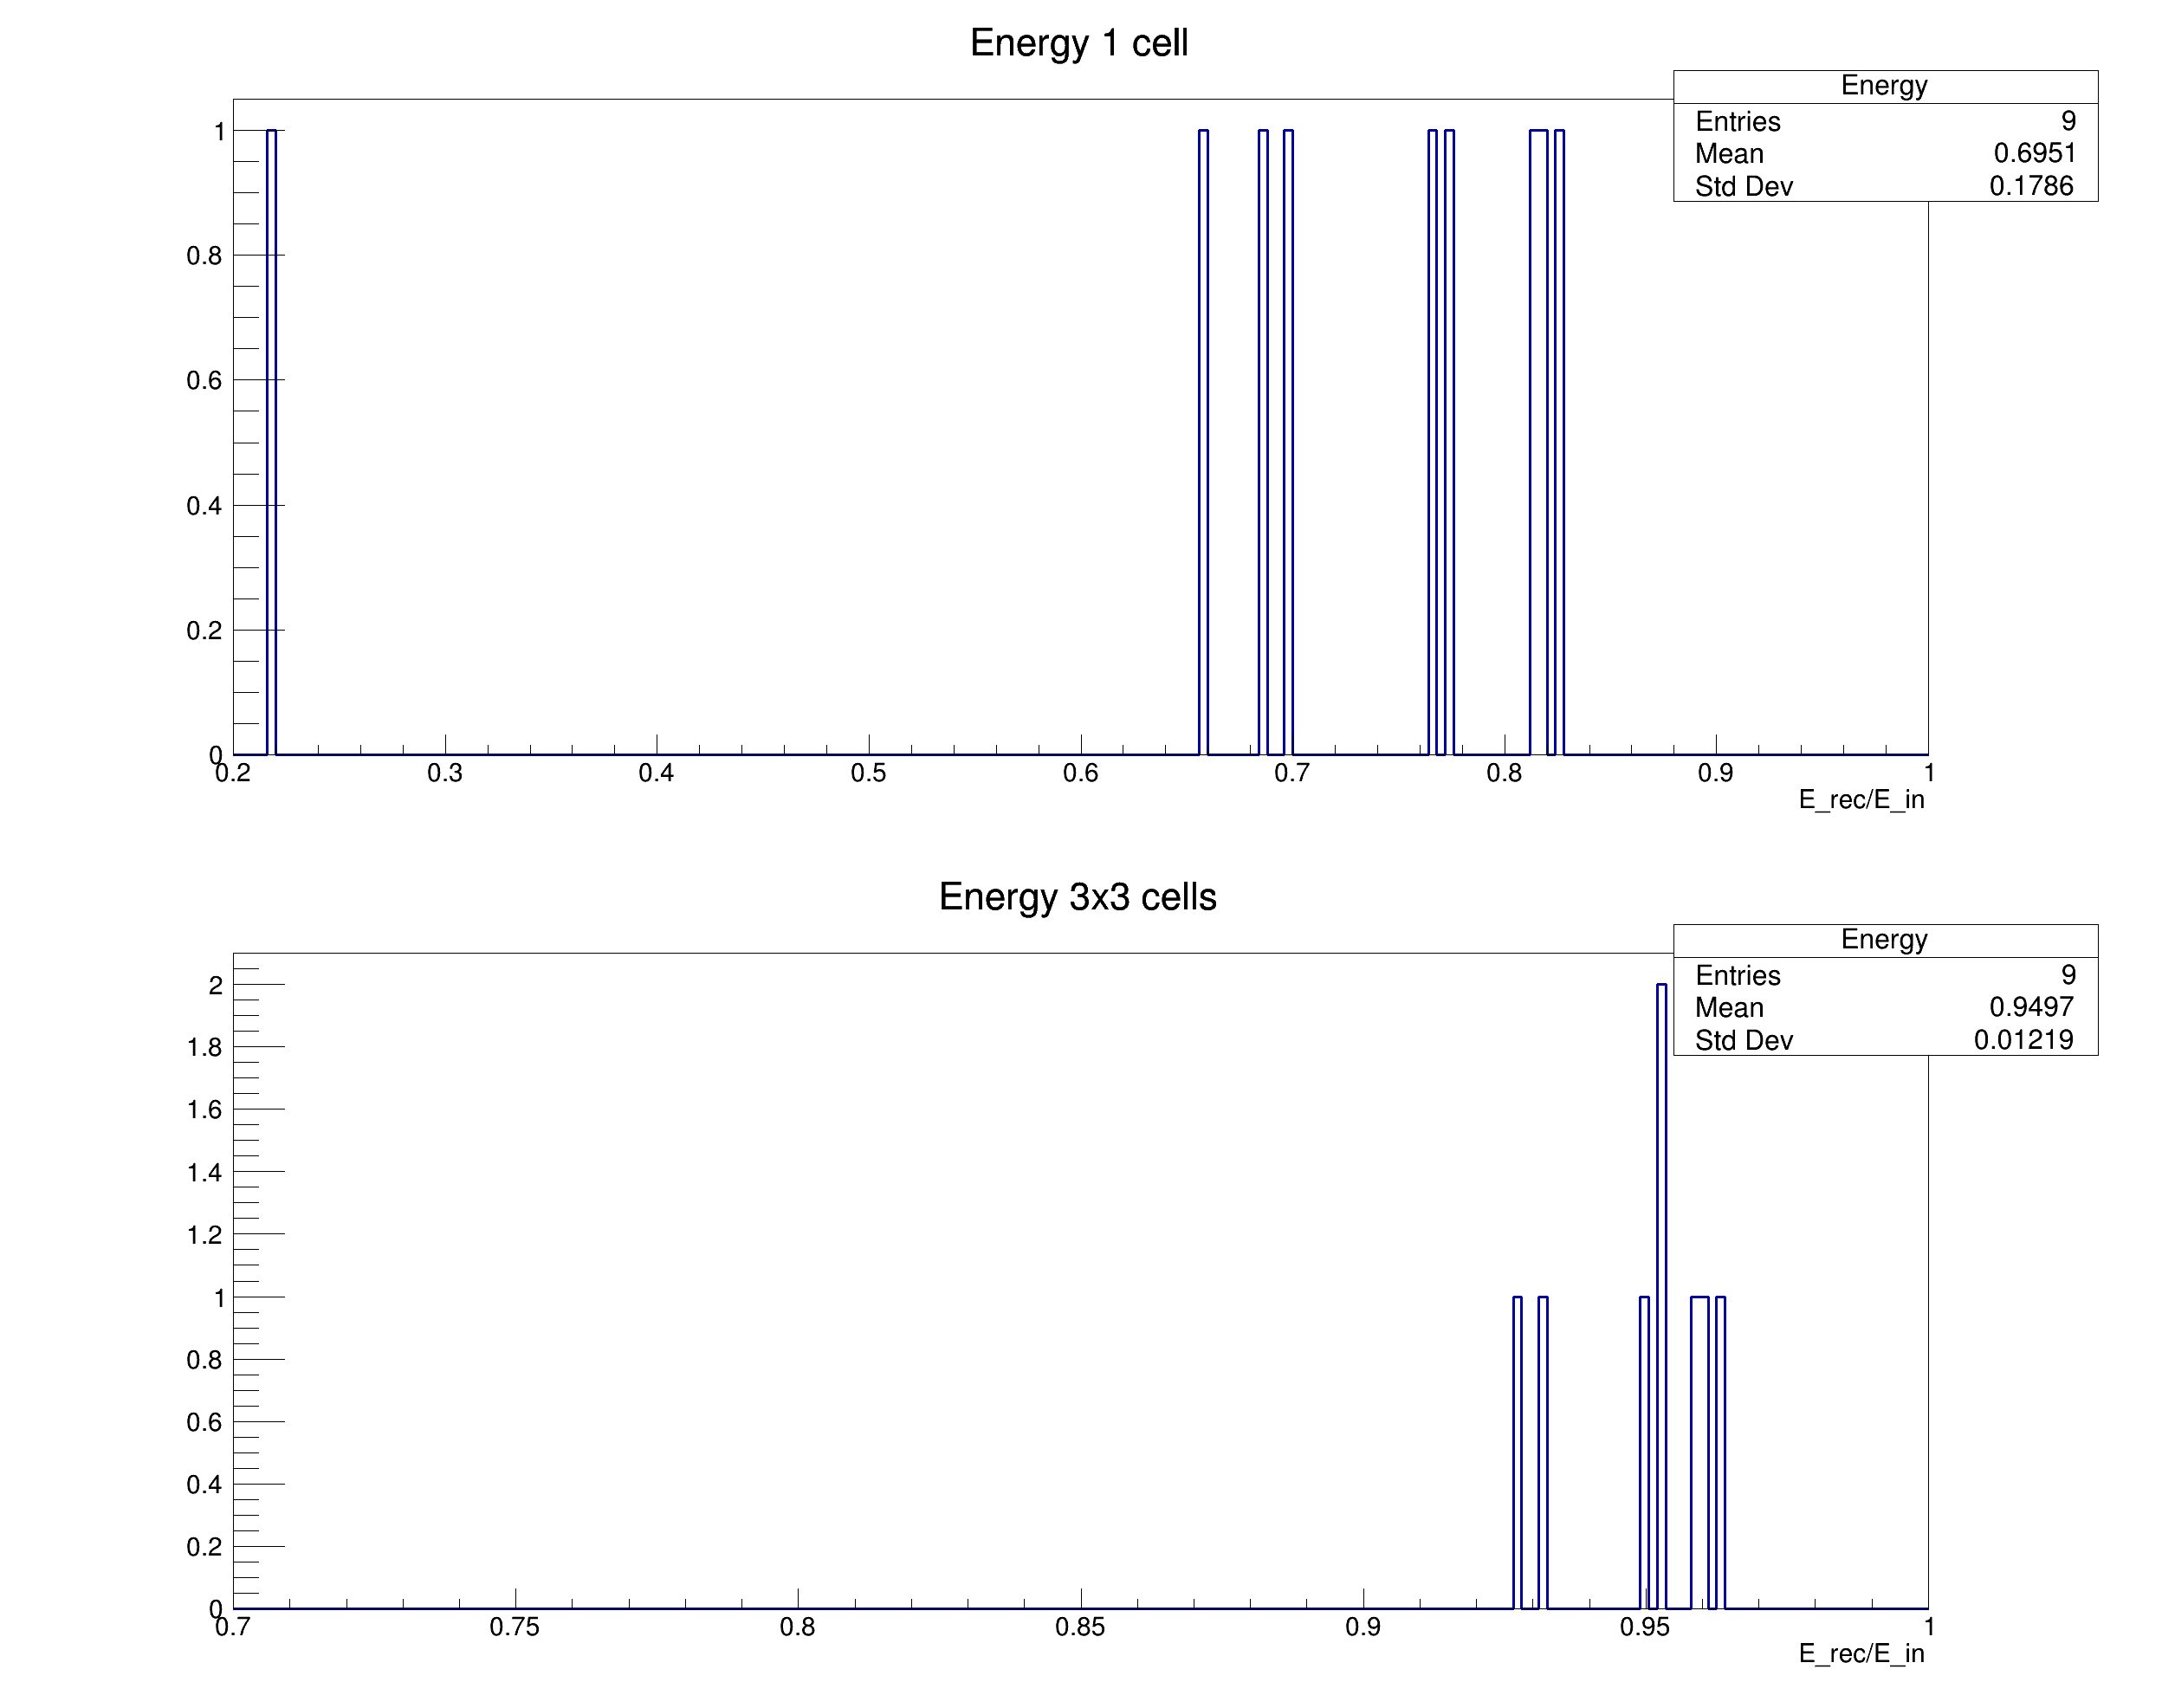 Energy 1 cell
Energy
Entries 9
Mean 0.6951
Std Dev 0.1786
1
0.8
0.6
0.4
0.2
0
0.2 0.3 0.4 0.5 0.6 0.7 0.8 0.9 1
E_rec/E_in
Energy 3x3 cells
Energy
Entries 9
Mean 0.9497
Std Dev 0.01219
2
1.8
1.6
1.4
1.2
1
0.8
0.6
0.4
0.2
0
0.7 0.75 0.8 0.85 0.9 0.95 1
E_rec/E_in